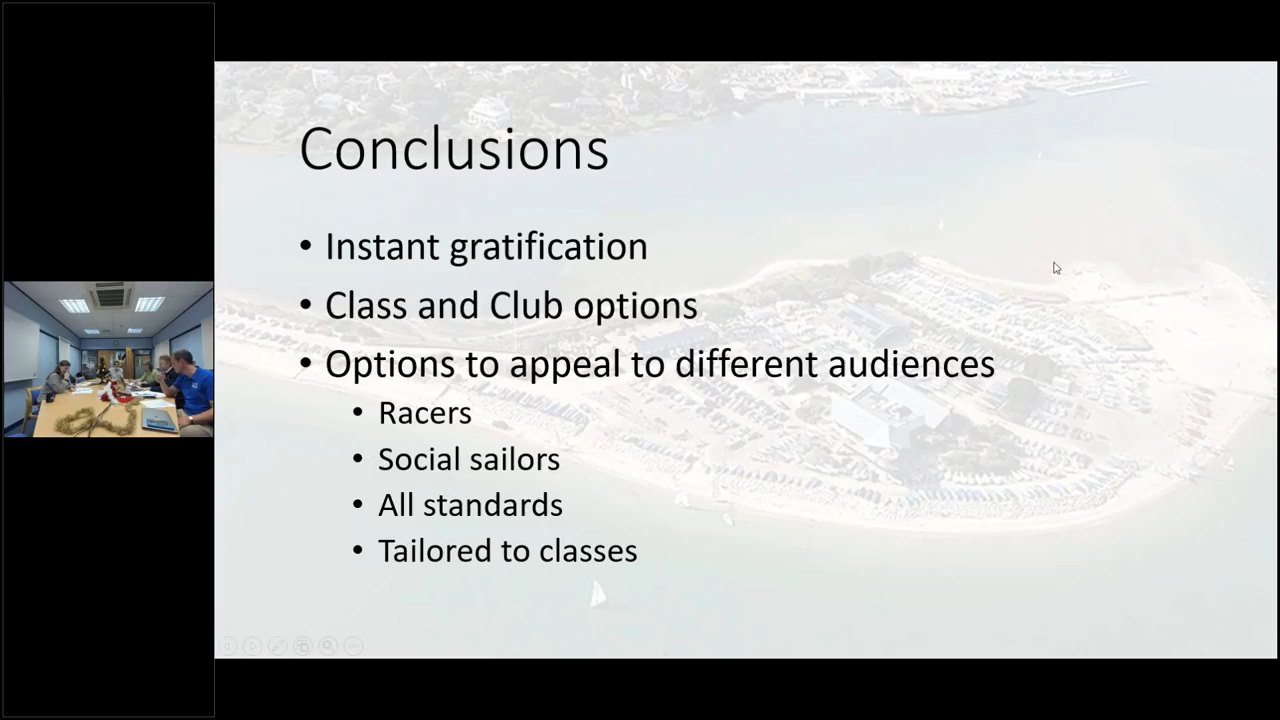 Conclusions
• Instant gratification
• Class and Club options
• Options to appeal to different audiences
• Racers
• Social sailors
• All standards
• Tailored to classes